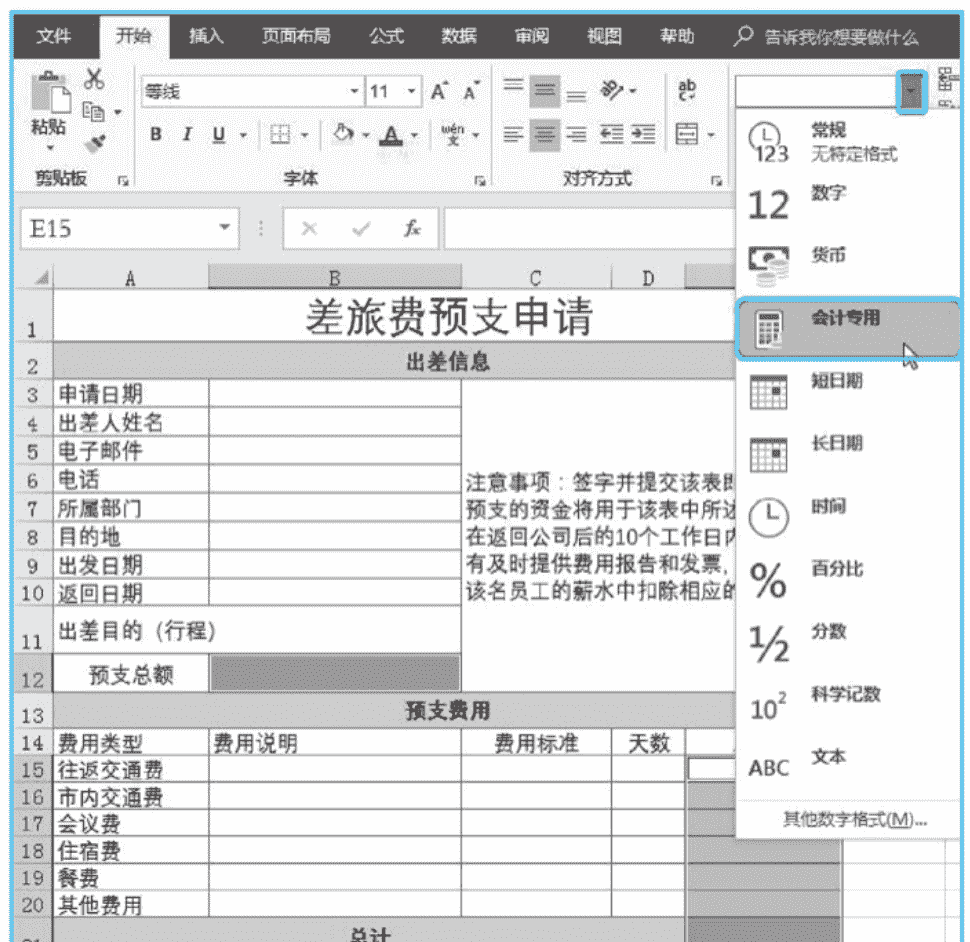 文件 开始 插入 页面布局 公式 数据 审阅 视图 帮助 告诉我你想要做什么
等线 11 A A ab
粘贴 B I U A wén 文
剪贴板 字体 对齐方式
E15 fx
常规
123 无特定格式
12 数字
货币
会计专用
短日期
长日期
时间
% 百分比
½ 分数
10² 科学记数
ABC 文本
其他数字格式(M)...
A B C D
1 差旅费预支申请
2 出差信息
3 申请日期
4 出差人姓名
5 电子邮件
6 电话
7 所属部门
8 目的地
9 出发日期
10 返回日期
注意事项：签字并提交该表即
预支的资金将用于该表中所达
在返回公司后的10个工作日内
有及时提供费用报告和发票,
该名员工的薪水中扣除相应的
11 出差目的（行程）
12 预支总额
13 预支费用
14 费用类型 费用说明 费用标准 天数
15 往返交通费
16 市内交通费
17 会议费
18 住宿费
19 餐费
20 其他费用
21 总计